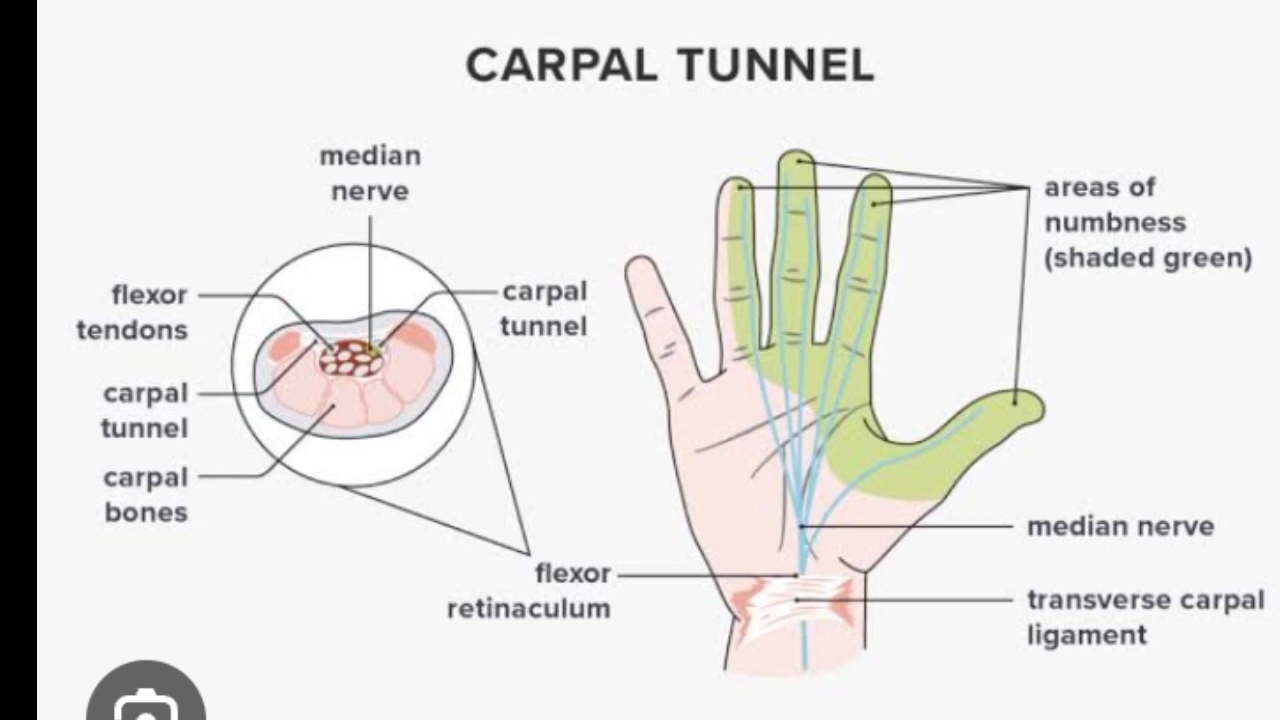 CARPAL TUNNEL
median
nerve
flexor
tendons
carpal
tunnel
carpal
bones
carpal
tunnel
areas of
numbness
(shaded green)
median nerve
flexor
retinaculum
transverse carpal
ligament